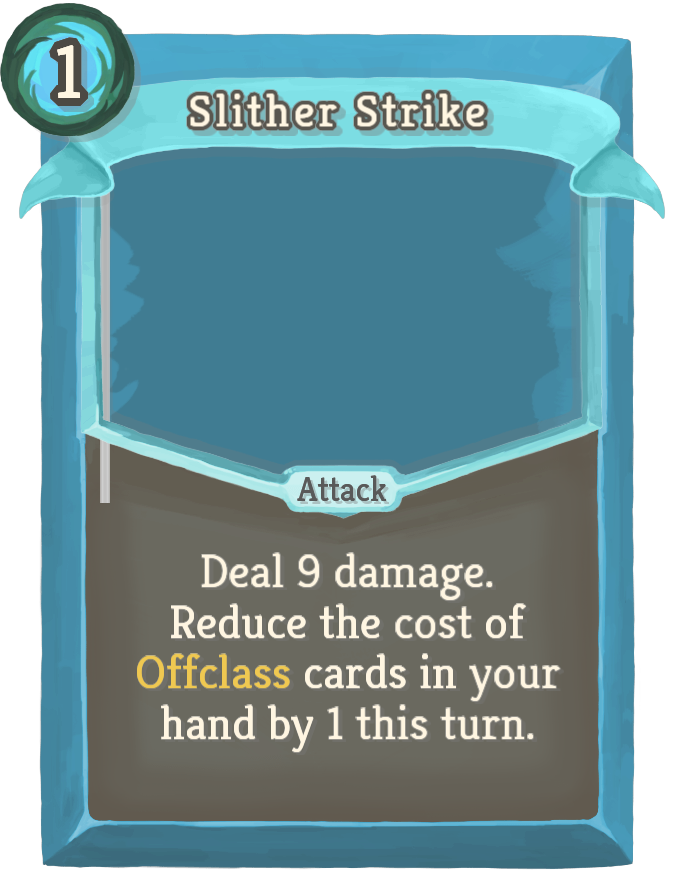 1
Slither Strike
Attack
Deal 9 damage.
Reduce the cost of
Offclass cards in your
hand by 1 this turn.